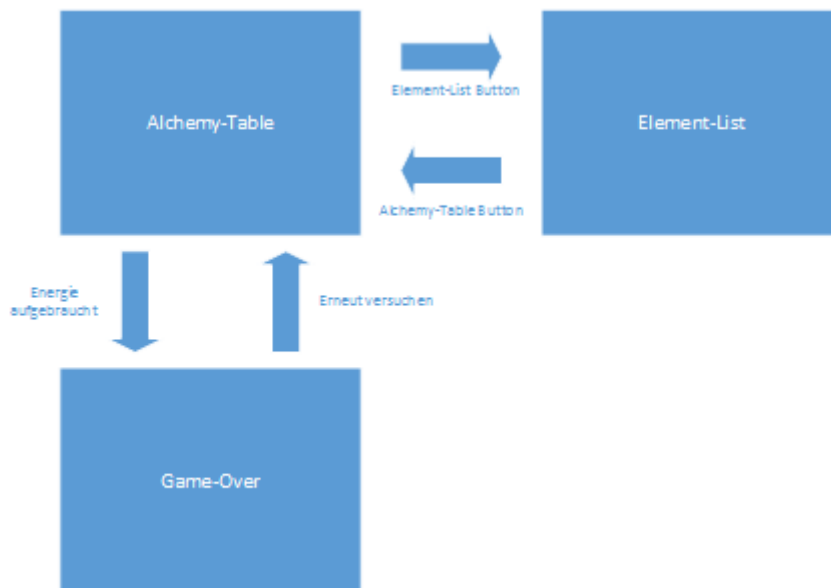 Alchemy-Table
Element-List Button
Element-List
Alchemy-Table Button
Energie
aufgebraucht
Erneut versuchen
Game-Over